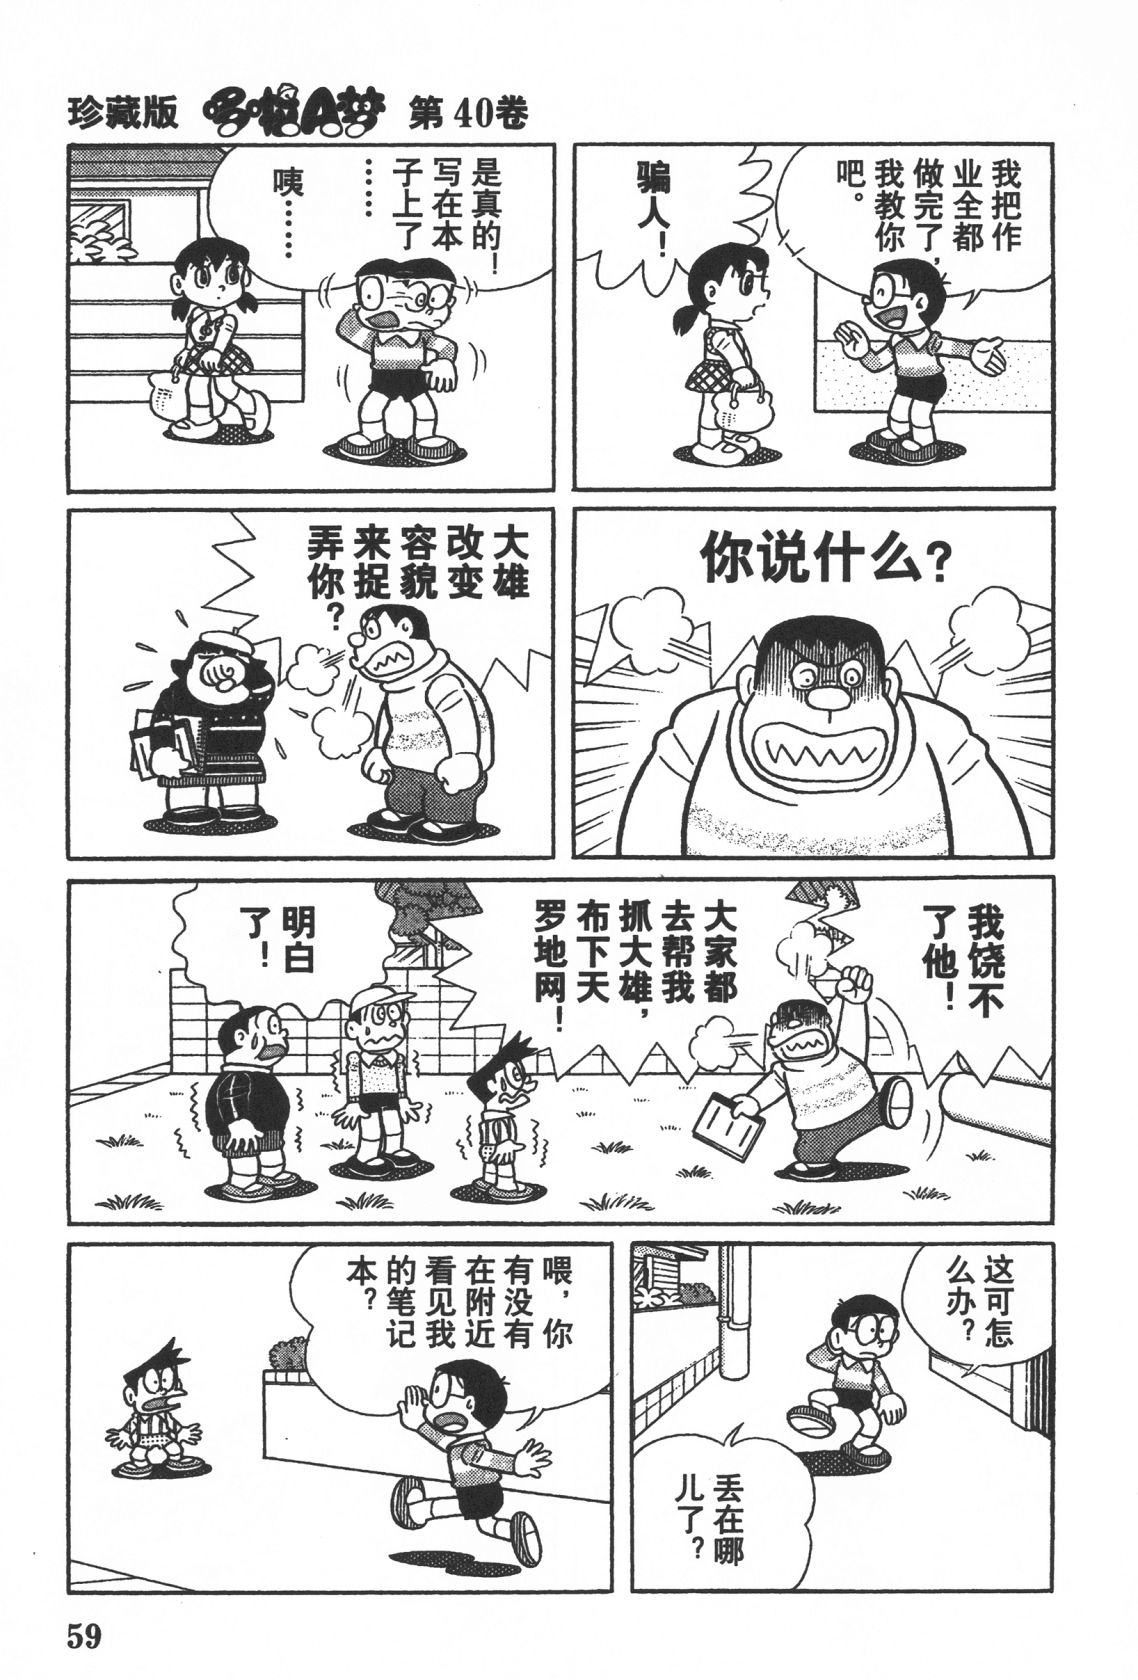 珍藏版 哆啦A梦 第40卷
我把作
业全都
做完了，
我教你
吧。
骗人！
是真的！
写在本
子上了
……
咦……
你说什么？
大雄
改变
容貌
来捉
弄你？
我饶不
了他！
大家都
去帮我
抓大雄，
布下天
罗地网！
明白
了！
这可怎
么办？
丢在哪
儿了？
喂，你
有没有
在附近
看见我
的笔记
本？
59